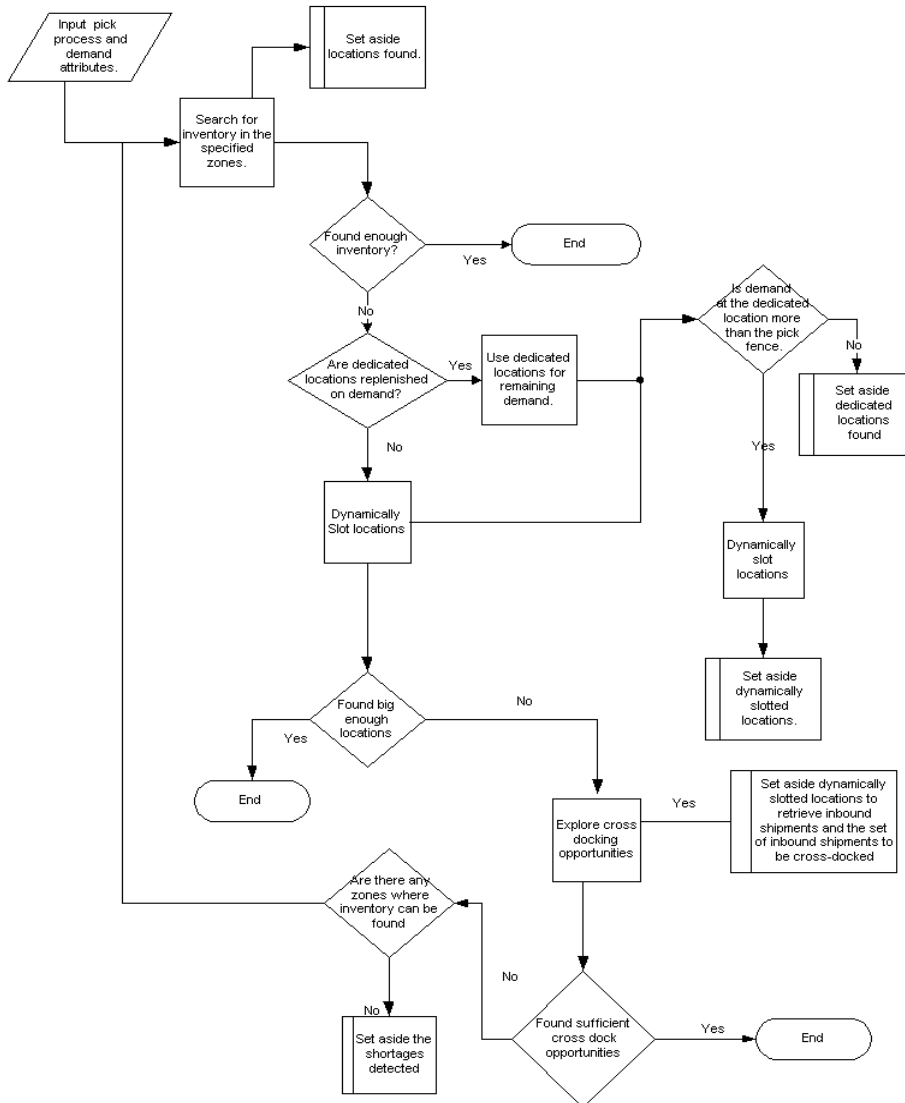 Input pick
process and
demand
attributes.
Set aside
locations found.
Search for
inventory in the
specified
zones.
Found enough
inventory?
Yes
End
No
Is demand
at the dedicated
location more
than the pick
fence.
No
Are dedicated
locations replenished
on demand?
Yes
Use dedicated
locations for
remaining
demand.
Set aside
dedicated
locations
found
No
Yes
Dynamically
Slot locations
Dynamically
slot
locations
Set aside
dynamically
slotted
locations.
Found big
enough
locations
No
Yes
End
Explore cross
docking
opportunities
Yes
Set aside dynamically
slotted locations to
retrieve inbound
shipments and the set
of inbound shipments to
be cross-docked
Are there any
zones where
inventory can be
found
No
No
Set aside the
shortages
detected
Found sufficient
cross dock
opportunities
Yes
End